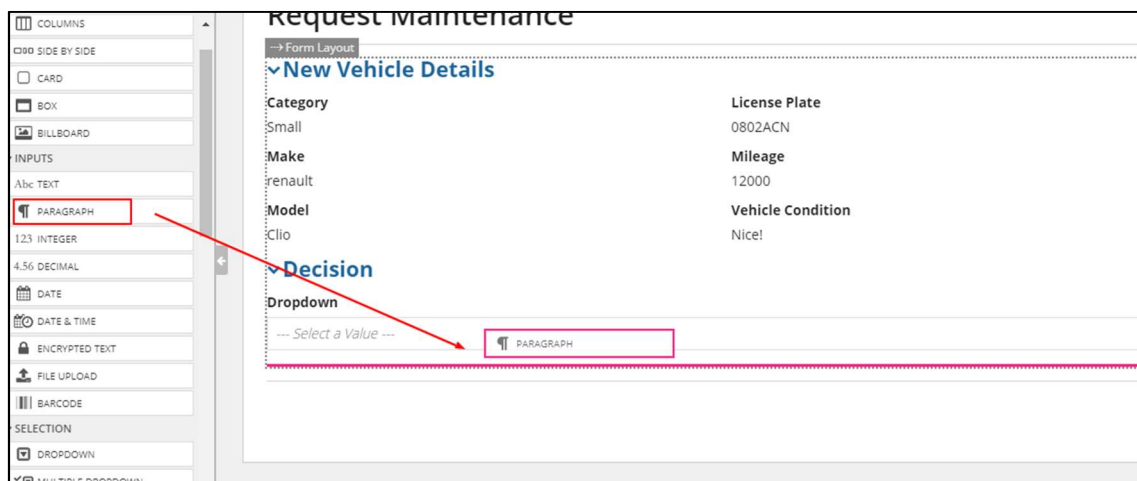 COLUMNS
SIDE BY SIDE
CARD
BOX
BILLBOARD
INPUTS
Abc TEXT
PARAGRAPH
123 INTEGER
4.56 DECIMAL
DATE
DATE & TIME
ENCRYPTED TEXT
FILE UPLOAD
BARCODE
SELECTION
DROPDOWN
MULTIPLE DROPDOWN
Request Maintenance
Form Layout
New Vehicle Details
Category
Small
Make
renault
Model
Clio
License Plate
0802ACN
Mileage
12000
Vehicle Condition
Nice!
Decision
Dropdown
--- Select a Value ---
PARAGRAPH